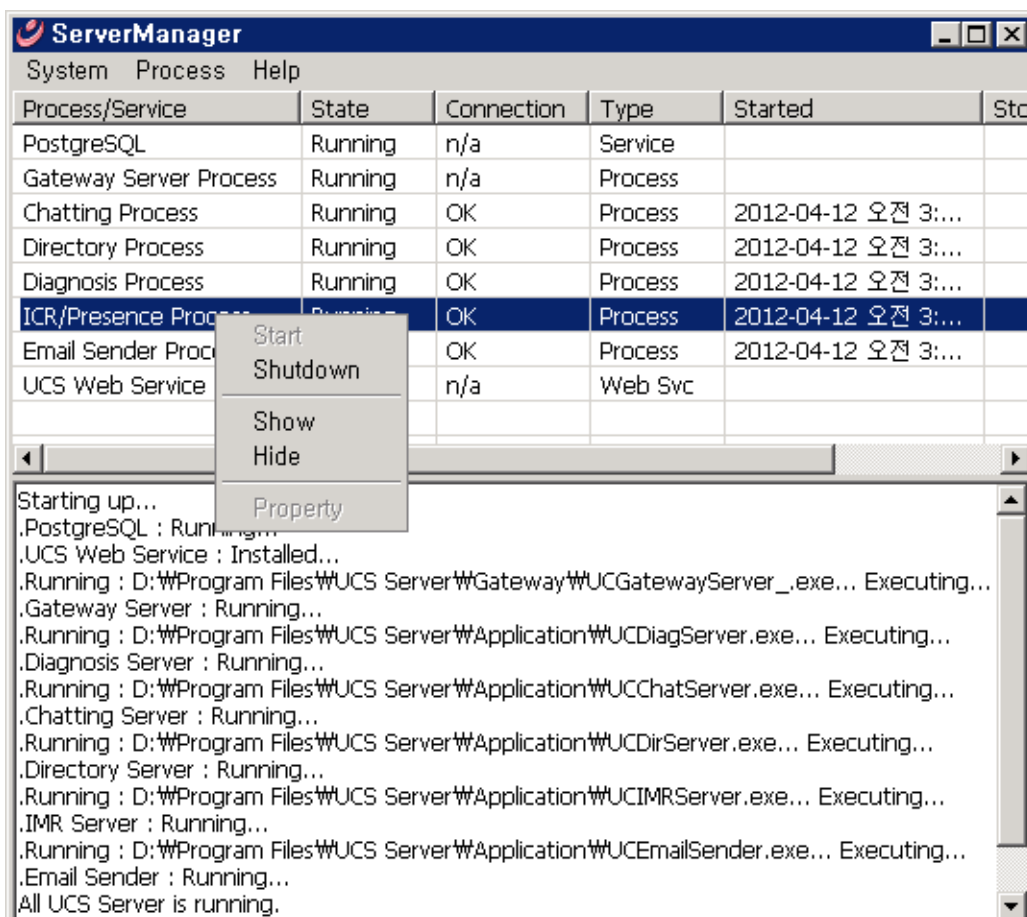 ServerManager
System Process Help
Process/Service State Connection Type Started Sto
PostgreSQL Running n/a Service
Gateway Server Process Running n/a Process
Chatting Process Running OK Process 2012-04-12 오전 3:...
Directory Process Running OK Process 2012-04-12 오전 3:...
Diagnosis Process Running OK Process 2012-04-12 오전 3:...
ICR/Presence OK Process 2012-04-12 오전 3:...
Email Sender OK Process 2012-04-12 오전 3:...
UCS Web Service n/a Web Svc
Start
Shutdown
Show
Hide
Property
Starting up...
.PostgreSQL :
.UCS Web Service : Installed...
.Running : D:₩Program Files₩UCS Server₩Gateway₩UCGatewayServer_.exe... Executing...
.Gateway Server : Running...
.Running : D:₩Program Files₩UCS Server₩Application₩UCDiagServer.exe... Executing...
.Diagnosis Server : Running...
.Running : D:₩Program Files₩UCS Server₩Application₩UCChatServer.exe... Executing...
.Chatting Server : Running...
.Running : D:₩Program Files₩UCS Server₩Application₩UCDirServer.exe... Executing...
.Directory Server : Running...
.Running : D:₩Program Files₩UCS Server₩Application₩UCIMRServer.exe... Executing...
.IMR Server : Running...
.Running : D:₩Program Files₩UCS Server₩Application₩UCEmailSender.exe... Executing...
.Email Sender : Running...
All UCS Server is running.